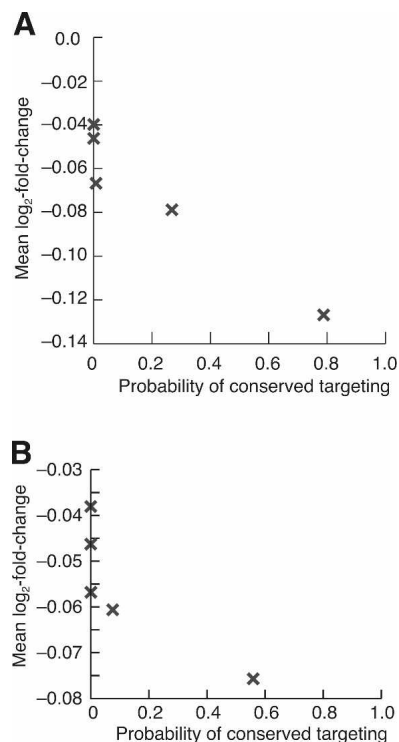 A
0.0
–0.02
–0.04
–0.06
–0.08
–0.10
–0.12
–0.14
Mean log2-fold-change
0 0.2 0.4 0.6 0.8 1.0
Probability of conserved targeting
B
–0.03
–0.04
–0.05
–0.06
–0.07
–0.08
Mean log2-fold-change
0 0.2 0.4 0.6 0.8 1.0
Probability of conserved targeting